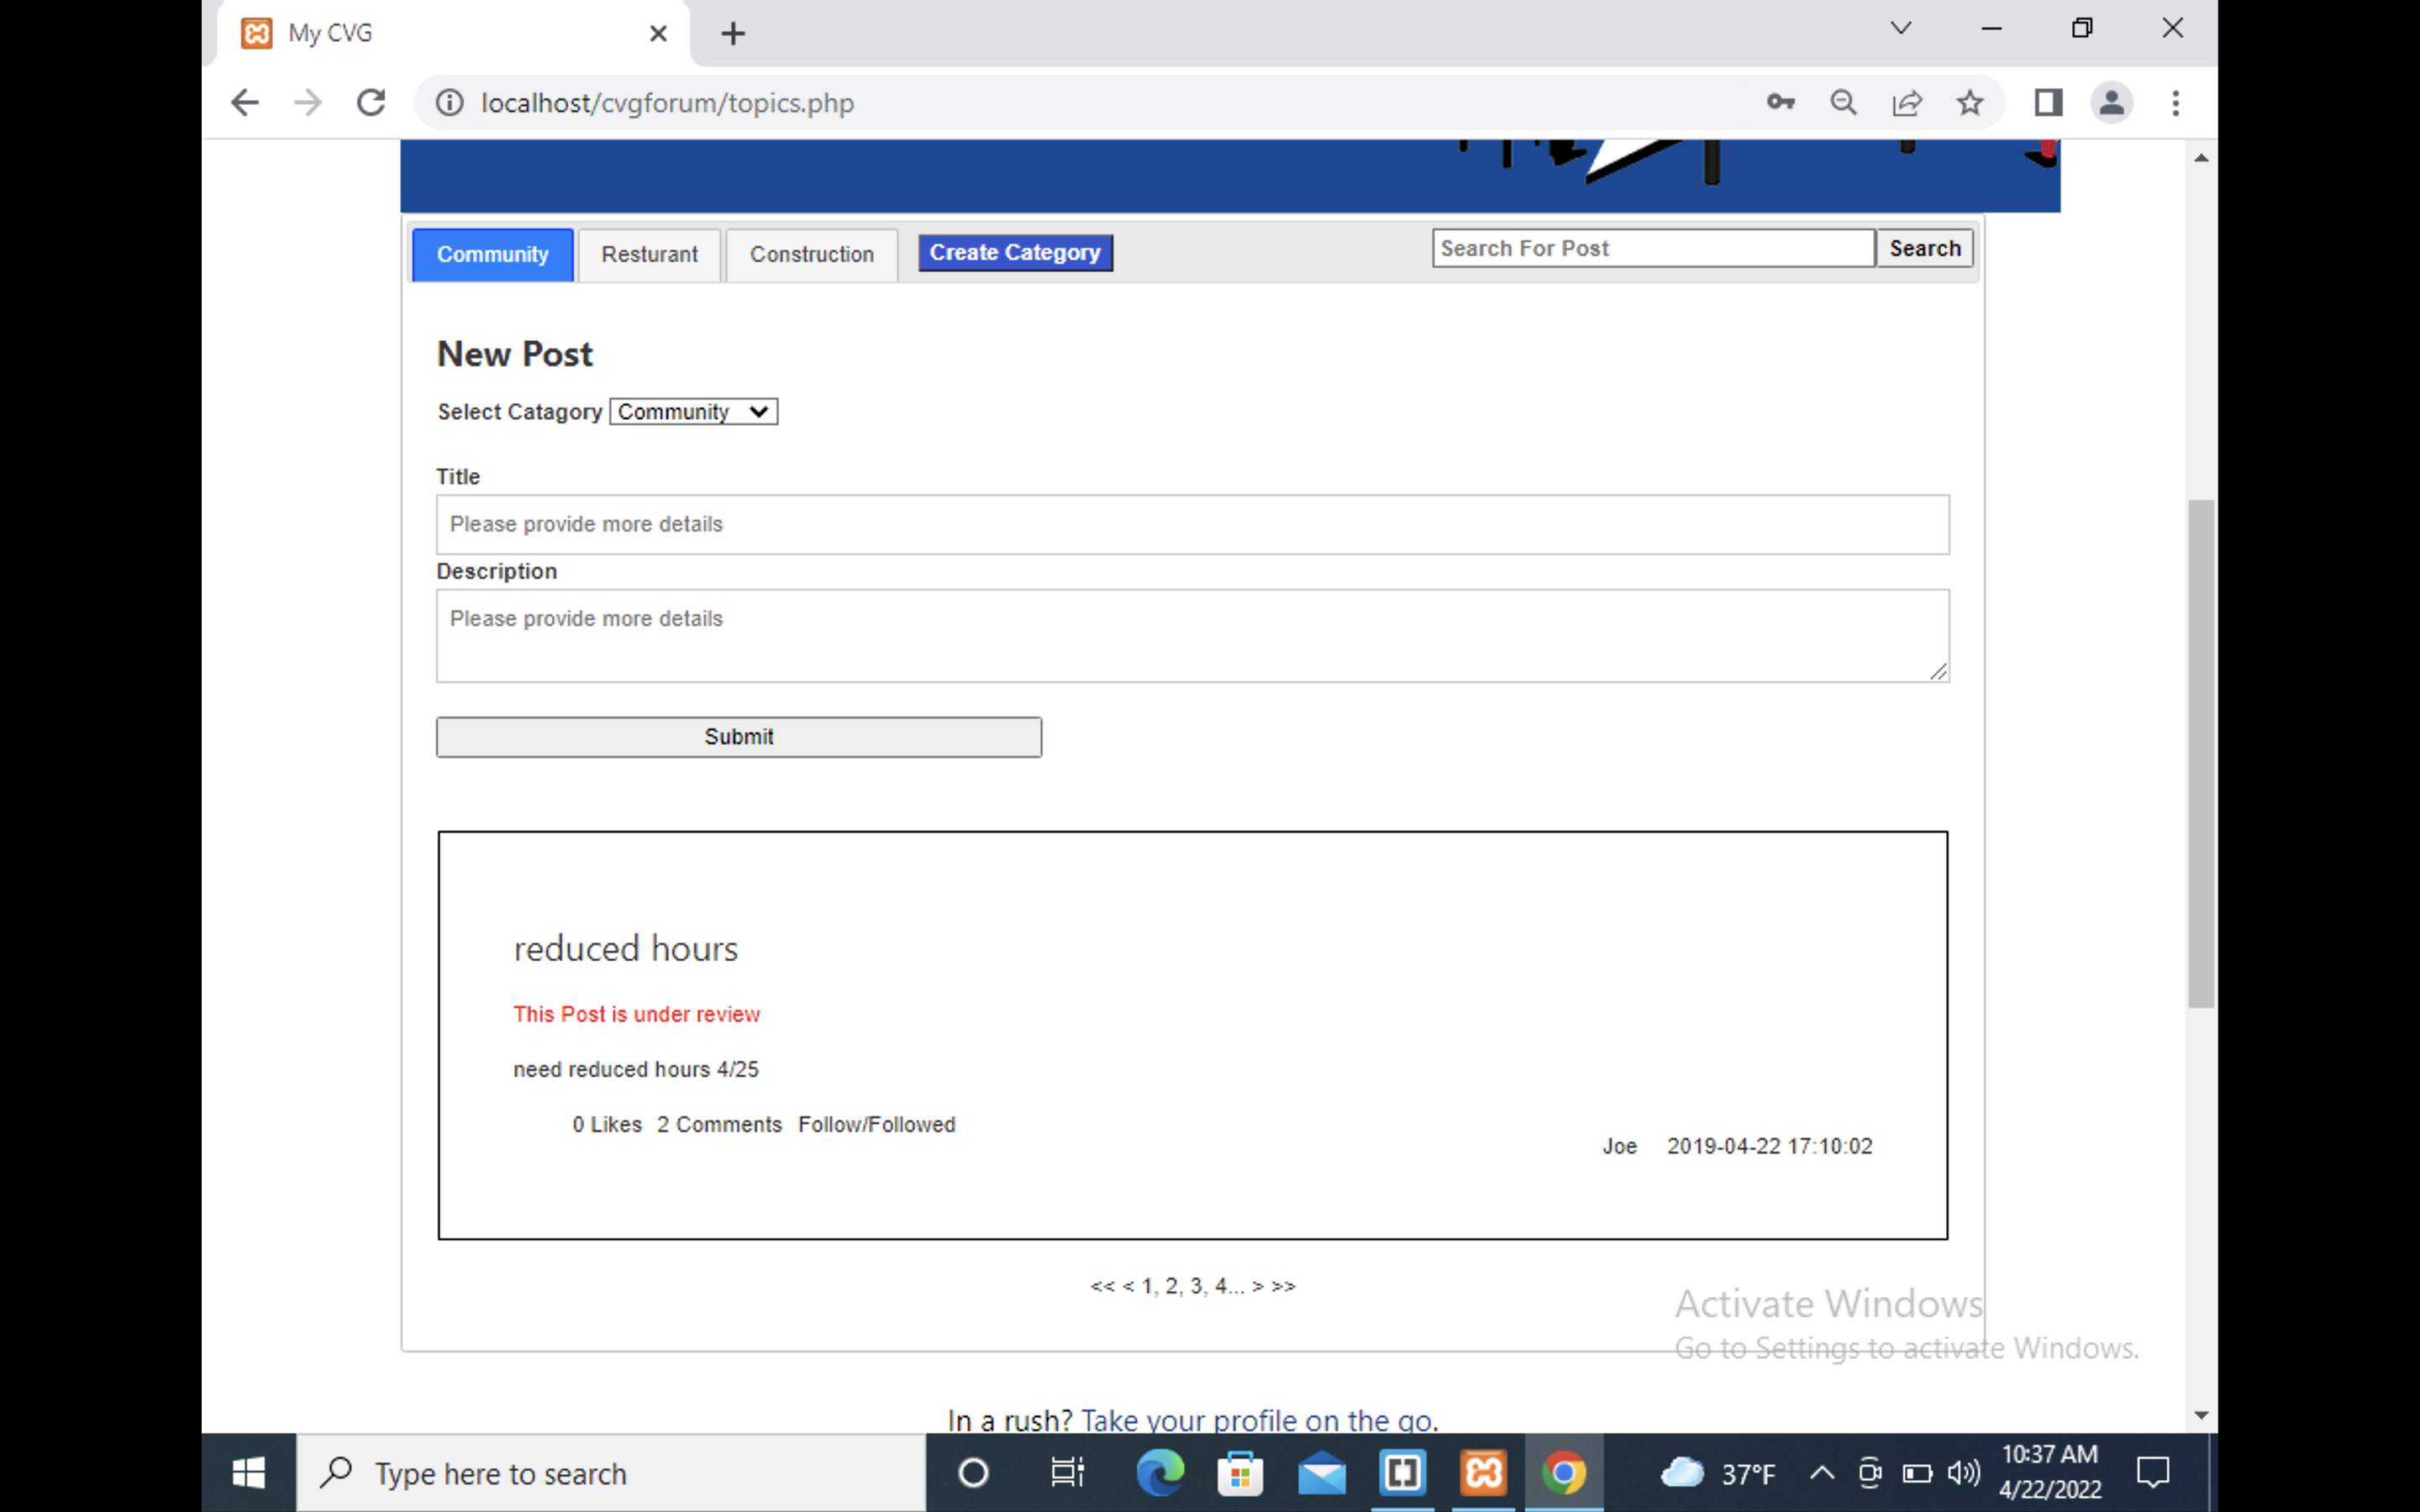 My CVG
localhost/cvgforum/topics.php
Community Resturant Construction Create Category Search For Post Search
New Post
Select Catagory Community
Title
Please provide more details
Description
Please provide more details
Submit
reduced hours
This Post is under review
need reduced hours 4/25
0 Likes 2 Comments Follow/Followed
Joe 2019-04-22 17:10:02
<< < 1, 2, 3, 4... > >>
Activate Windows
Go to Settings to activate Windows.
In a rush? Take your profile on the go.
Type here to search
37°F
10:37 AM
4/22/2022